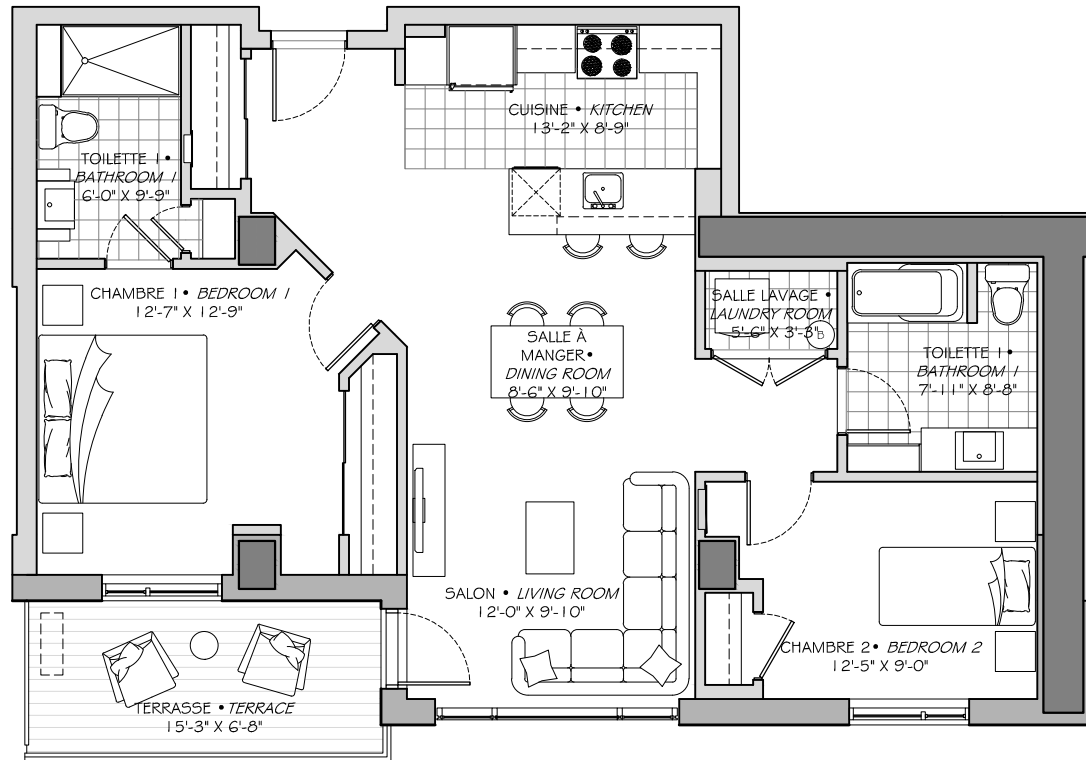 CUISINE • KITCHEN
13'-2" X 8'-9"
TOILETTE 1 •
BATHROOM 1
6'-0" X 9'-9"
CHAMBRE 1 • BEDROOM 1
12'-7" X 12'-9"
SALLE LAVAGE •
LAUNDRY ROOM
5'-6" X 3'-3"
B
SALLE À
MANGER •
DINING ROOM
8'-6" X 9'-10"
TOILETTE 1 •
BATHROOM 1
7'-11" X 8'-8"
SALON • LIVING ROOM
12'-0" X 9'-10"
CHAMBRE 2 • BEDROOM 2
12'-5" X 9'-0"
TERRASSE • TERRACE
15'-3" X 6'-8"